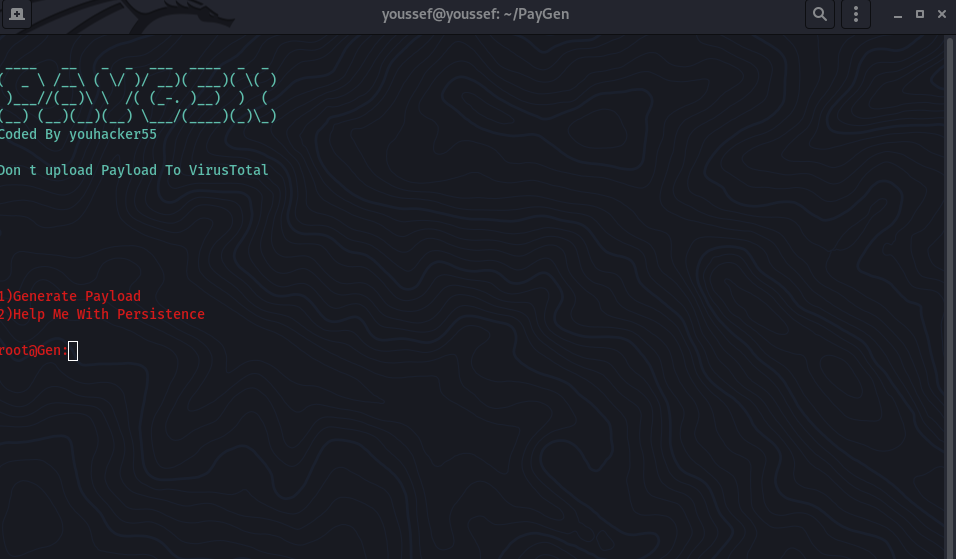 youssef@youssef: ~/PayGen
PAYGEN
Coded By youhacker55
Don t upload Payload To VirusTotal
1)Generate Payload
2)Help Me With Persistence
root@Gen: